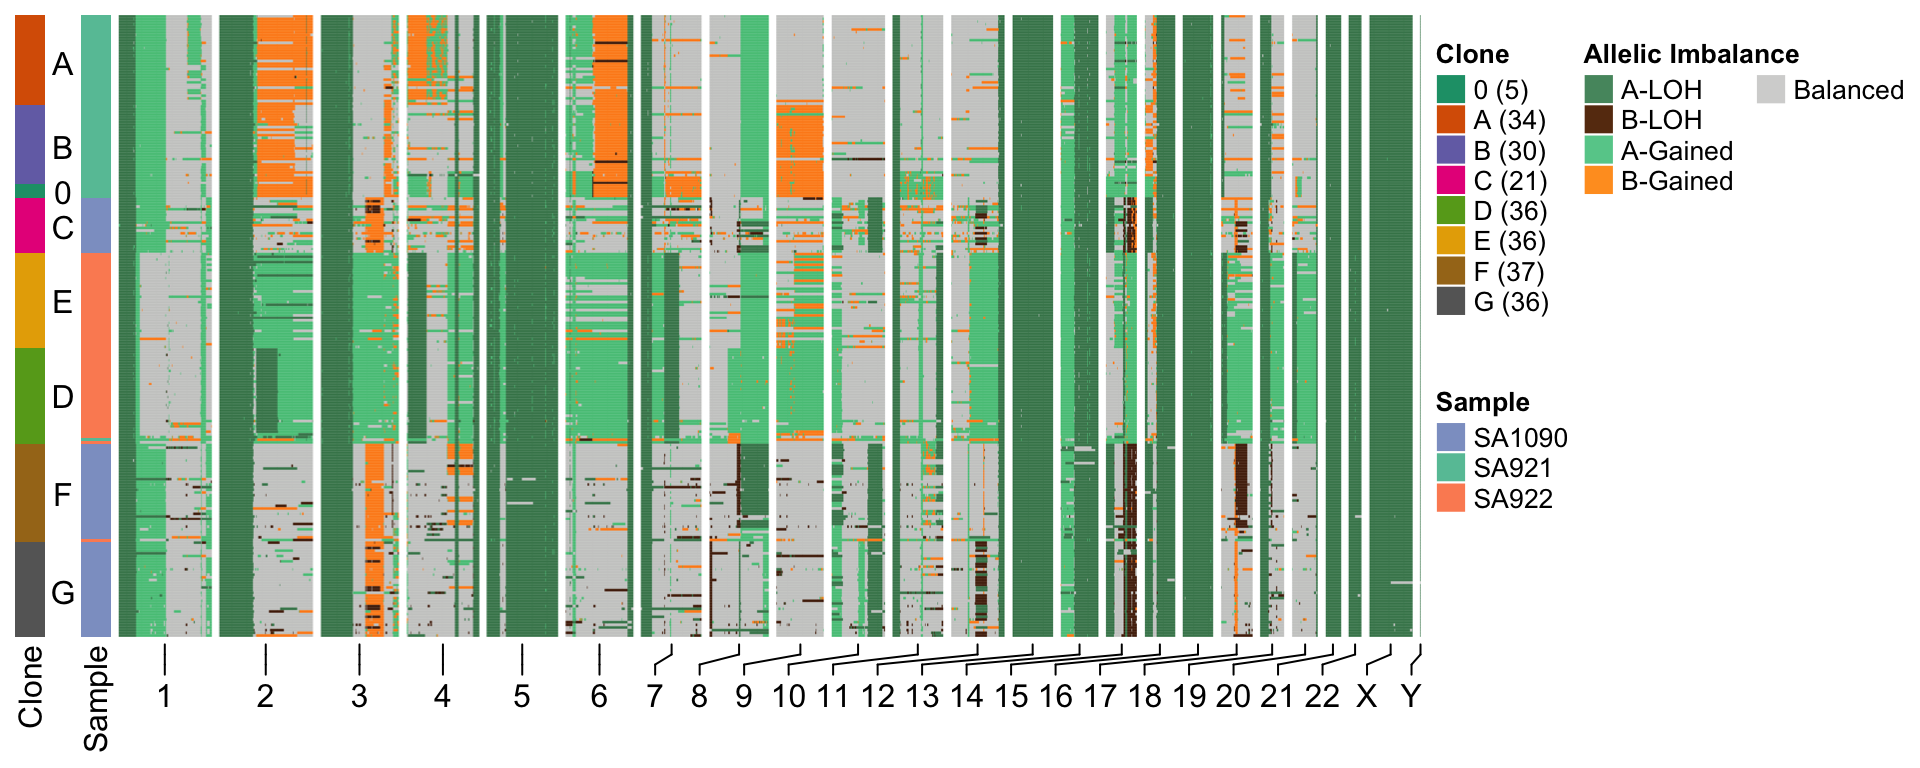 A
B
0
C
E
D
F
G
Clone
Sample
1
2
3
4
5
6
7
8
9
10
11
12
13
14
15
16
17
18
19
20
21
22
X
Y
Clone
0 (5)
A (34)
B (30)
C (21)
D (36)
E (36)
F (37)
G (36)
Allelic Imbalance
A-LOH
B-LOH
A-Gained
B-Gained
Balanced
Sample
SA1090
SA921
SA922